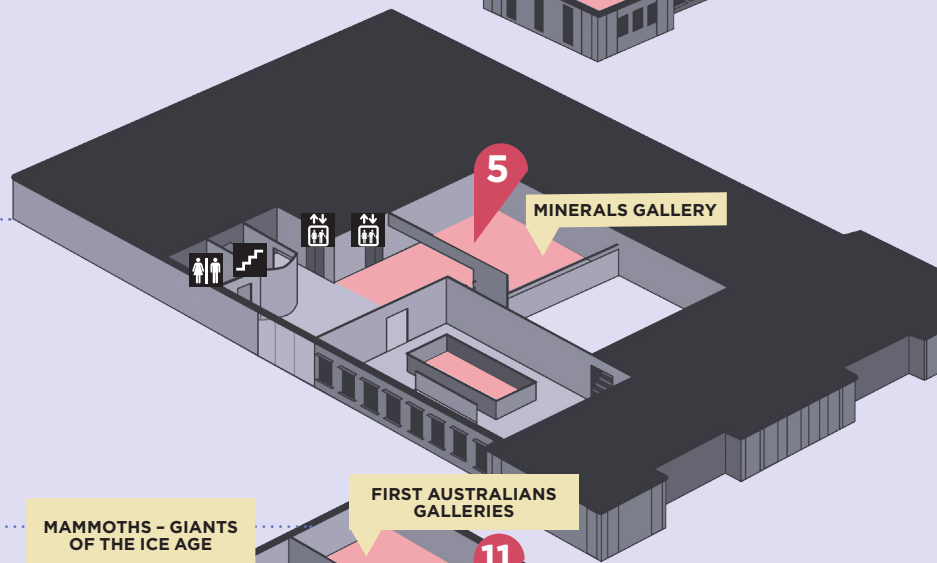 5
MINERALS GALLERY
FIRST AUSTRALIANS
GALLERIES
MAMMOTHS – GIANTS
OF THE ICE AGE
11